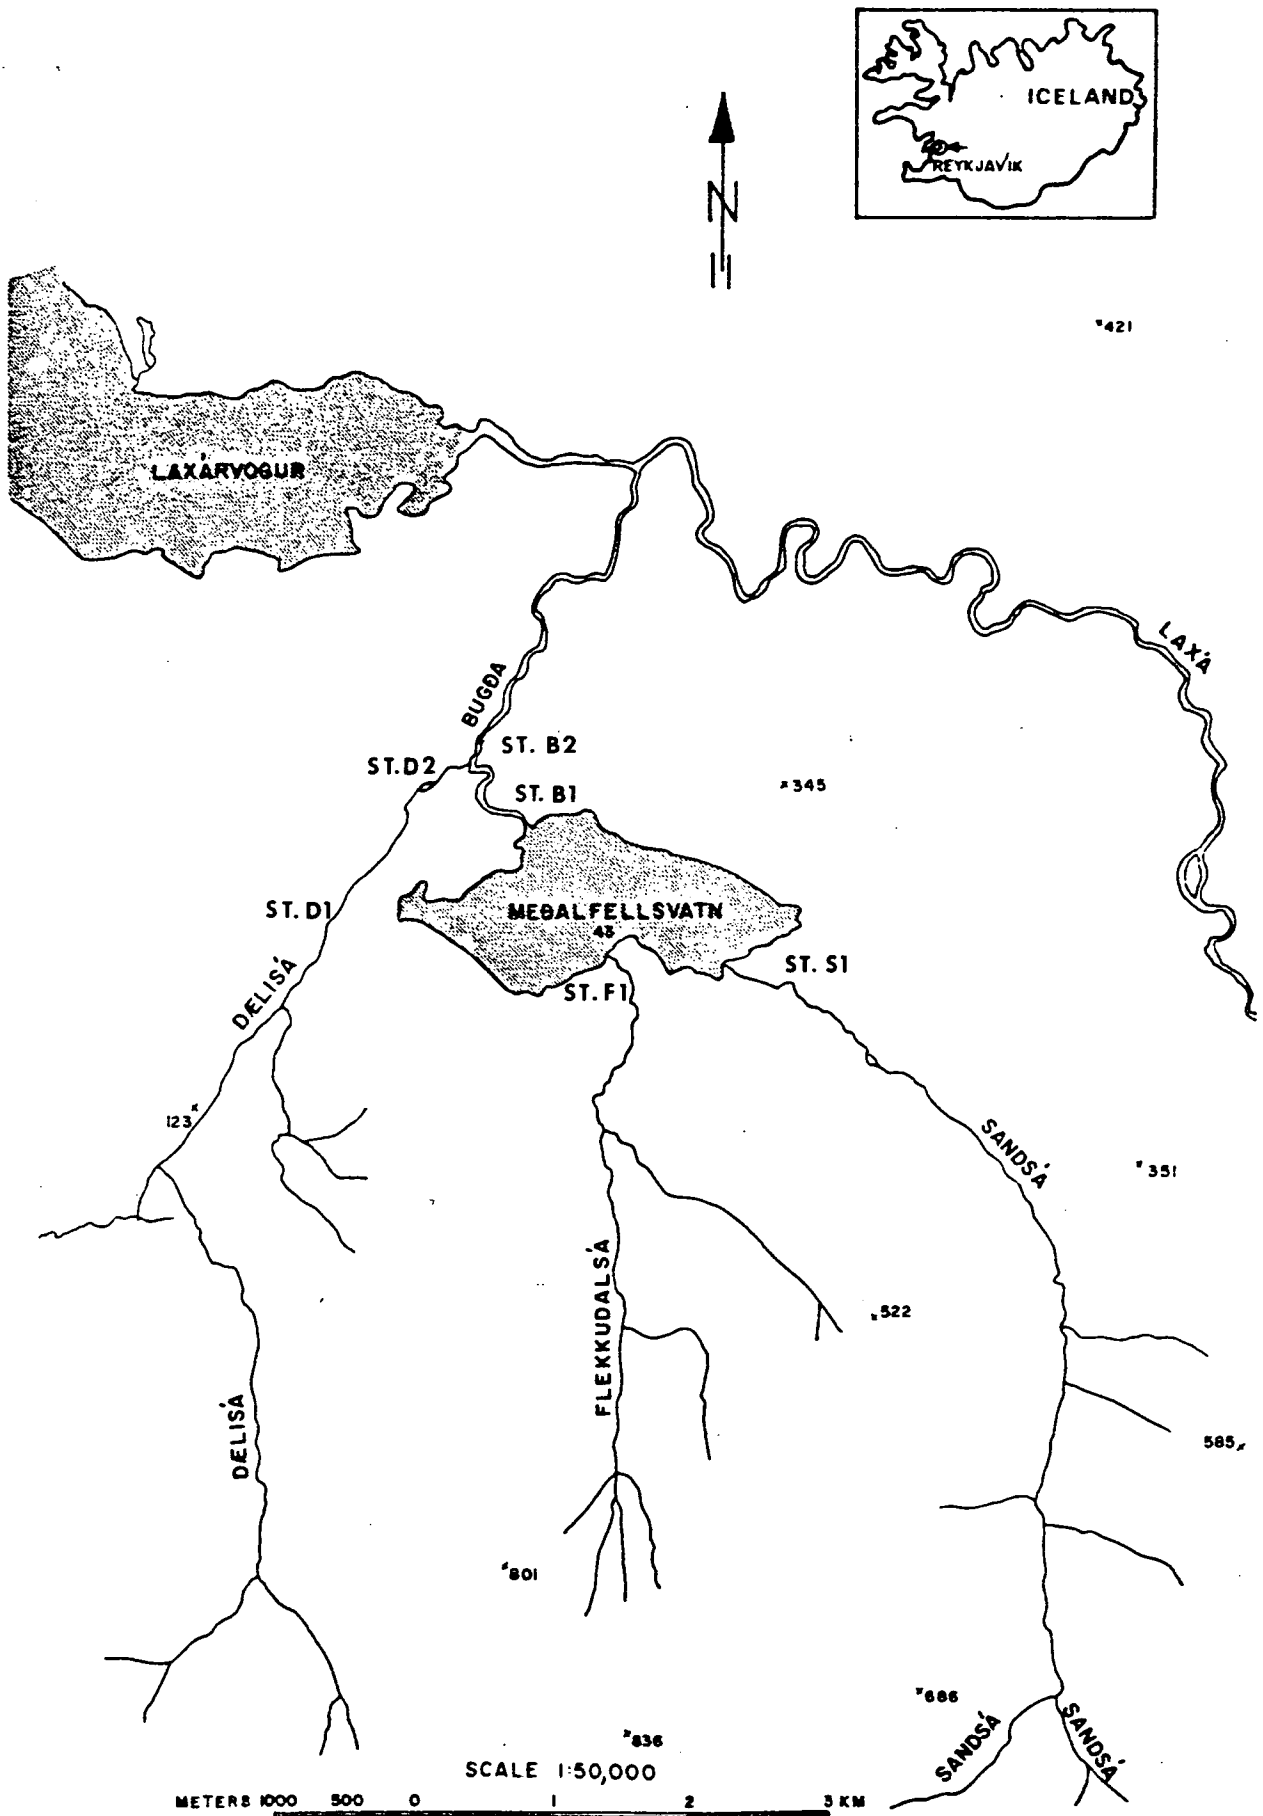 ICELAND
REYKJAVIK
N
421
LAXÁRVOGUR
LAXÁ
BUGÐA
ST. B2
ST. D2
345
ST. B1
ST. D1
MEÐALFELLSVATN
43
ST. S1
ST. F1
DÆLISÁ
123
SANDSÁ
351
FLEKKUDALSÁ
522
DÆLISÁ
585
801
686
SANDSÁ
SANDSÁ
836
SCALE 1:50,000
METERS 1000 500 0 1 2 3 KM